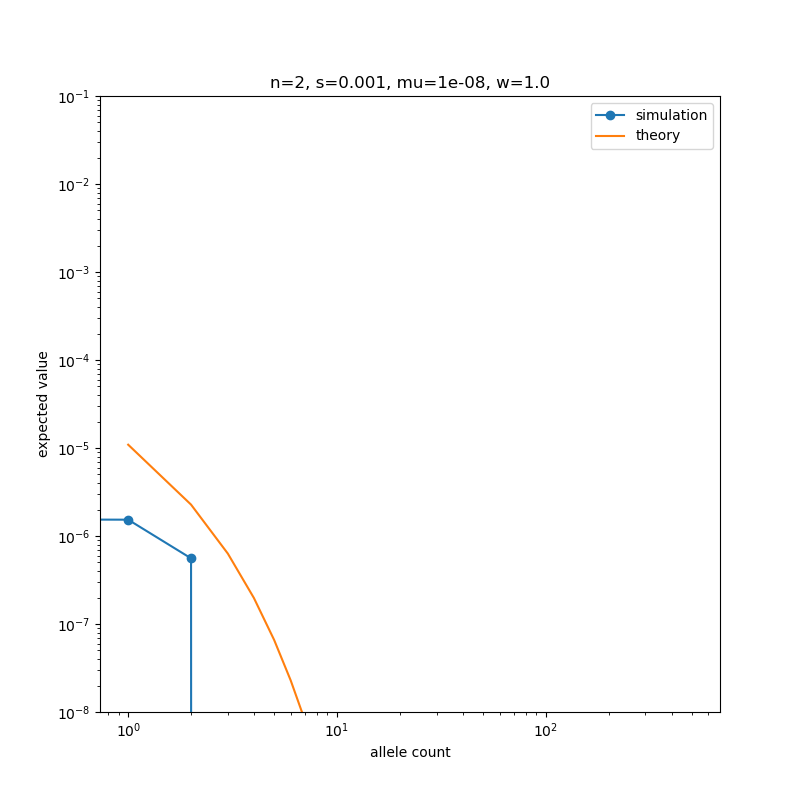 n=2, s=0.001, mu=1e-08, w=1.0
simulation
theory
10⁻¹
10⁻²
10⁻³
10⁻⁴
10⁻⁵
10⁻⁶
10⁻⁷
10⁻⁸
expected value
10⁰ 10¹ 10²
allele count